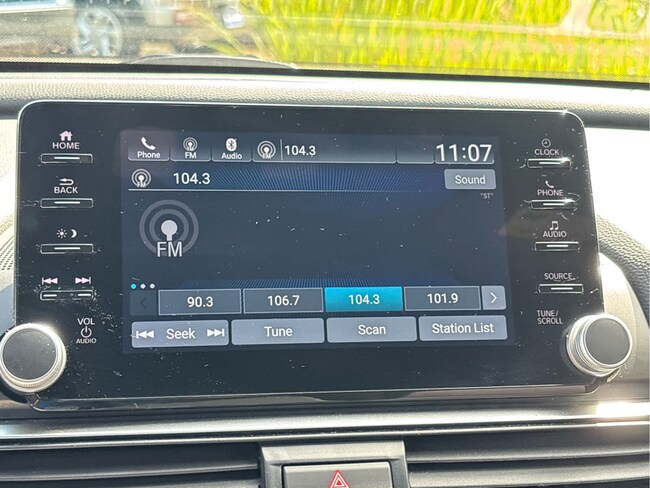 HOME
BACK
VOL
AUDIO
Phone
FM
Audio
104.3
11:07
104.3
Sound
"ST"
FM
90.3
106.7
104.3
101.9
Seek
Tune
Scan
Station List
CLOCK
PHONE
AUDIO
SOURCE
TUNE/
SCROLL